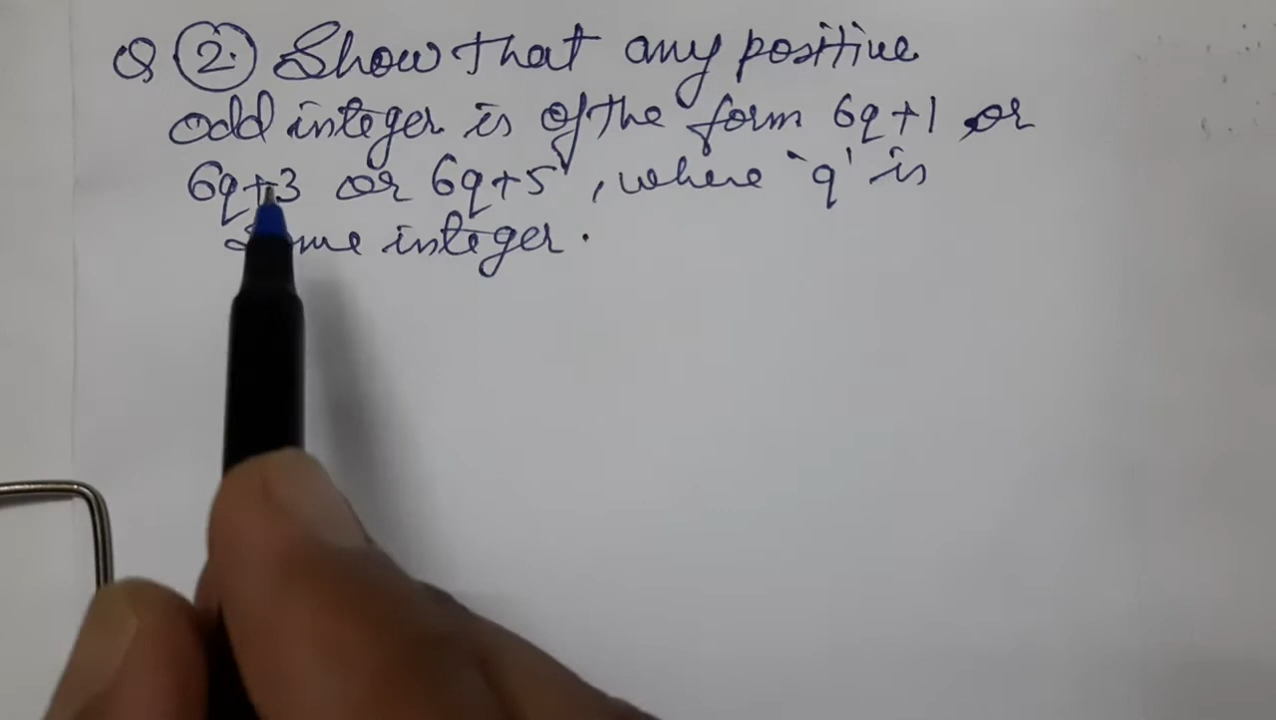 Q 2. Show that any positive
odd integer is of the form 6q+1 or
6q+3 or 6q+5, where 'q' is
some integer.